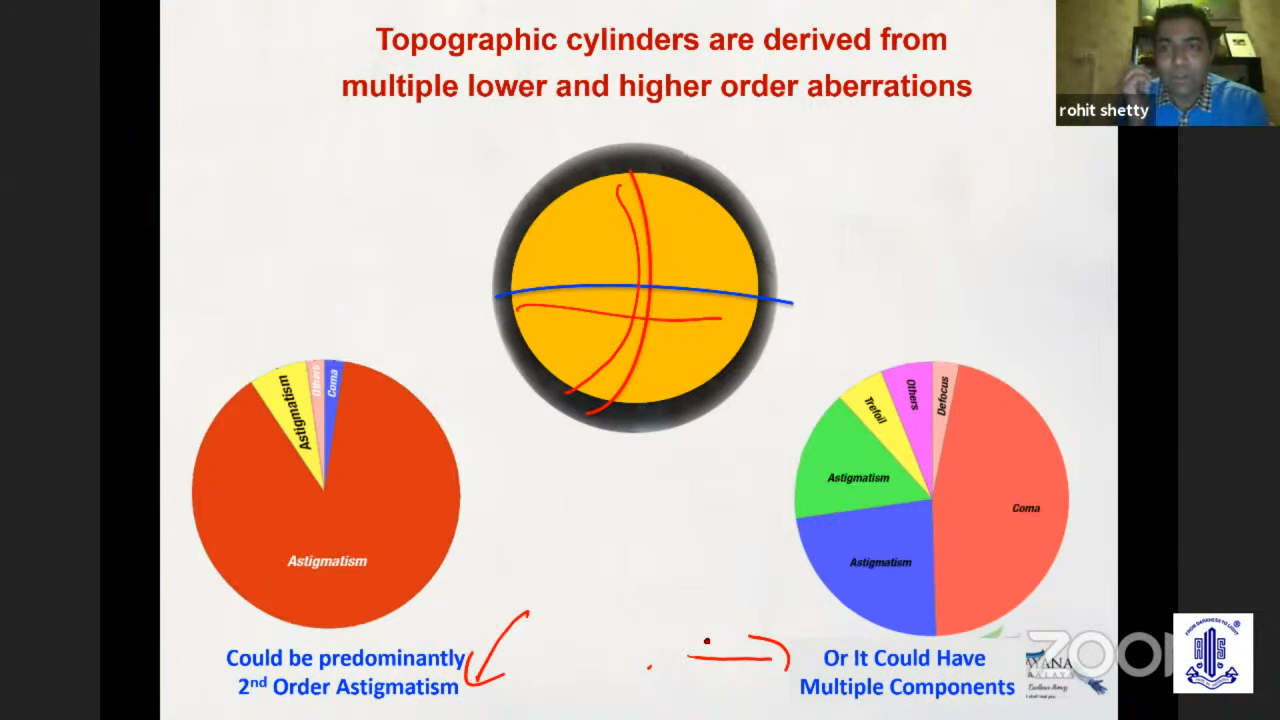 Topographic cylinders are derived from
multiple lower and higher order aberrations
rohit shetty
Astigmatism
Others
Coma
Astigmatism
Trefoil
Others
Defocus
Astigmatism
Coma
Astigmatism
Could be predominantly
2nd Order Astigmatism
Or It Could Have
Multiple Components
zoom